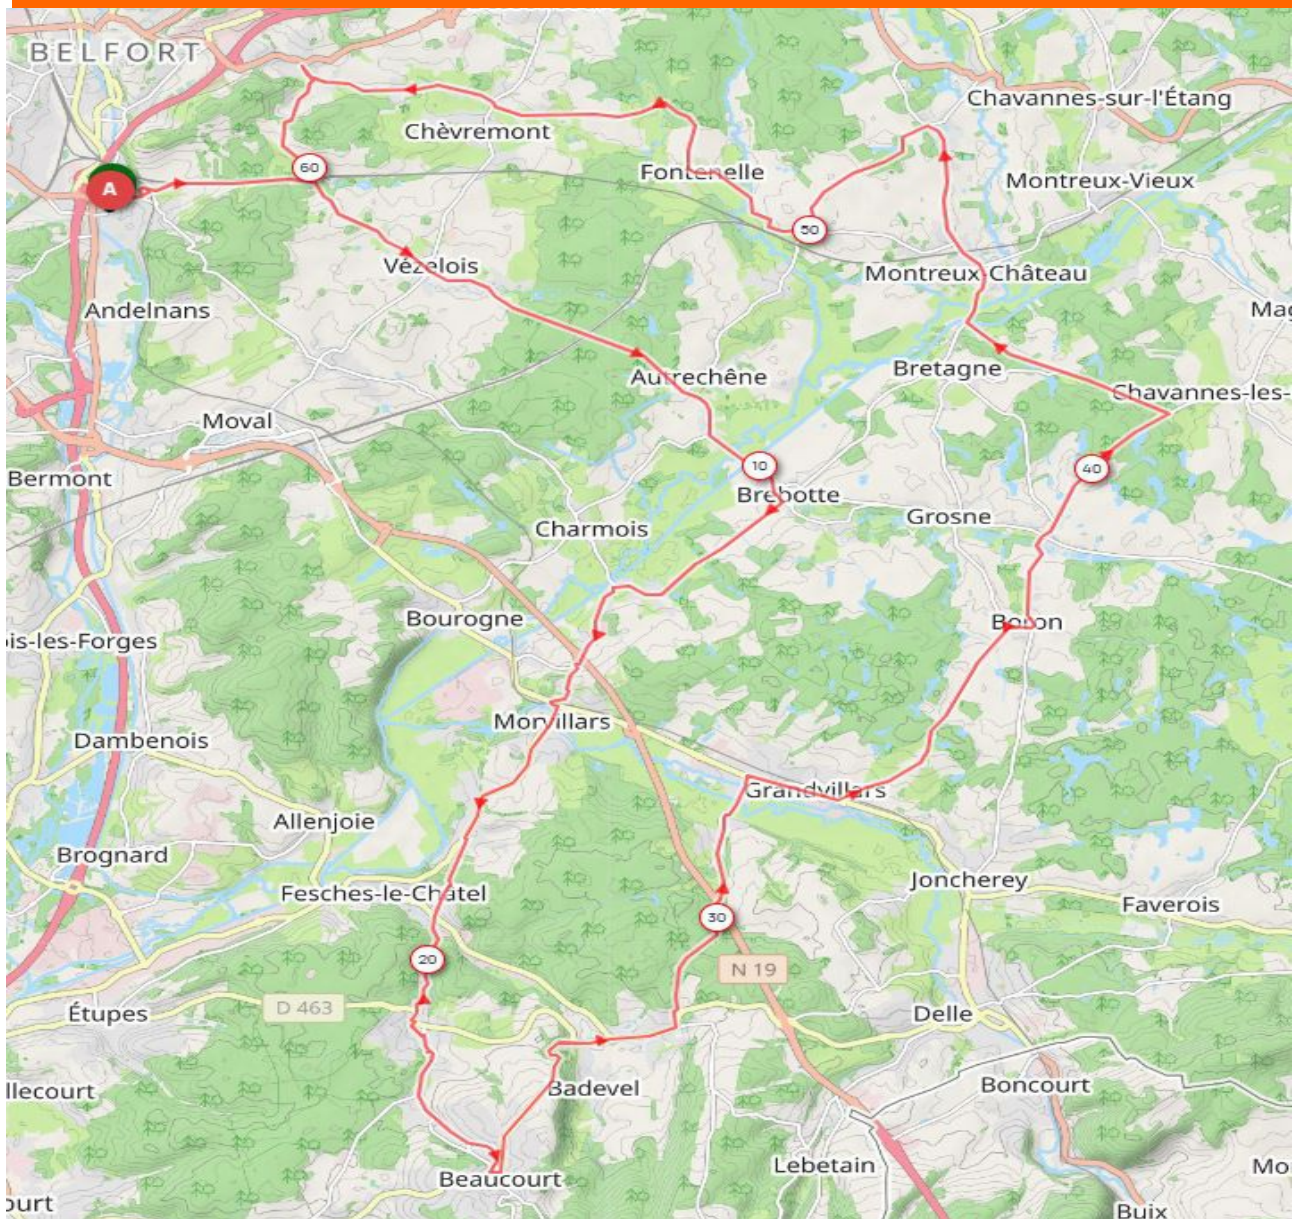 BELFORT
Chavannes-sur-l'Étang
Chèvremont
60
Fontenelle
Montreux-Vieux
A
50
Vézelois
Montreux-Château
Andelnans
Mag
Autrechêne
Bretagne
Chavannes-les-
Moval
Bermont
10
40
Brebotte
Grosne
Charmois
Bourogne
Boron
ois-les-Forges
Morvillars
Dambenois
Grandvillars
Allenjoie
Brognard
Fesches-le-Châtel
Joncherey
Faverois
30
20
N 19
D 463
Étupes
Delle
llecourt
Badevel
Boncourt
Beaucourt
Lebetain
Mo
ourt
Buix